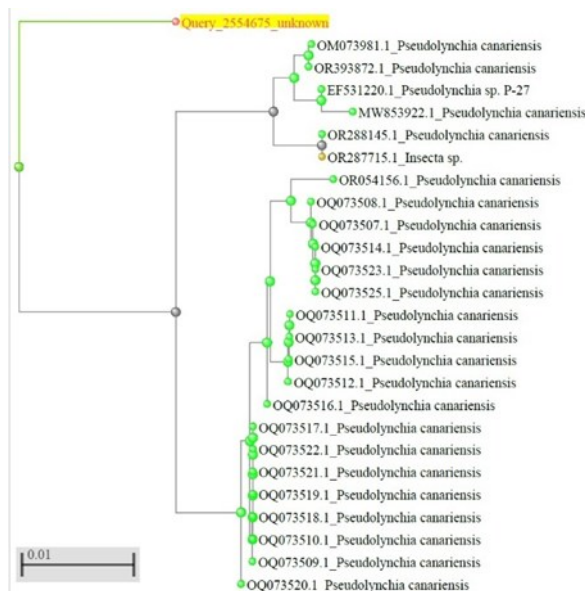 Query_2554675_unknown
OM073981.1_Pseudolynchia canariensis
OR393872.1_Pseudolynchia canariensis
EF531220.1_Pseudolynchia sp. P-27
MW853922.1_Pseudolynchia canariensis
OR288145.1_Pseudolynchia canariensis
OR287715.1_Insecta sp.
OR054156.1_Pseudolynchia canariensis
OQ073508.1_Pseudolynchia canariensis
OQ073507.1_Pseudolynchia canariensis
OQ073514.1_Pseudolynchia canariensis
OQ073523.1_Pseudolynchia canariensis
OQ073525.1_Pseudolynchia canariensis
OQ073511.1_Pseudolynchia canariensis
OQ073513.1_Pseudolynchia canariensis
OQ073515.1_Pseudolynchia canariensis
OQ073512.1_Pseudolynchia canariensis
OQ073516.1_Pseudolynchia canariensis
OQ073517.1_Pseudolynchia canariensis
OQ073522.1_Pseudolynchia canariensis
OQ073521.1_Pseudolynchia canariensis
OQ073519.1_Pseudolynchia canariensis
OQ073518.1_Pseudolynchia canariensis
OQ073510.1_Pseudolynchia canariensis
OQ073509.1_Pseudolynchia canariensis
OQ073520.1_Pseudolynchia canariensis
0.01